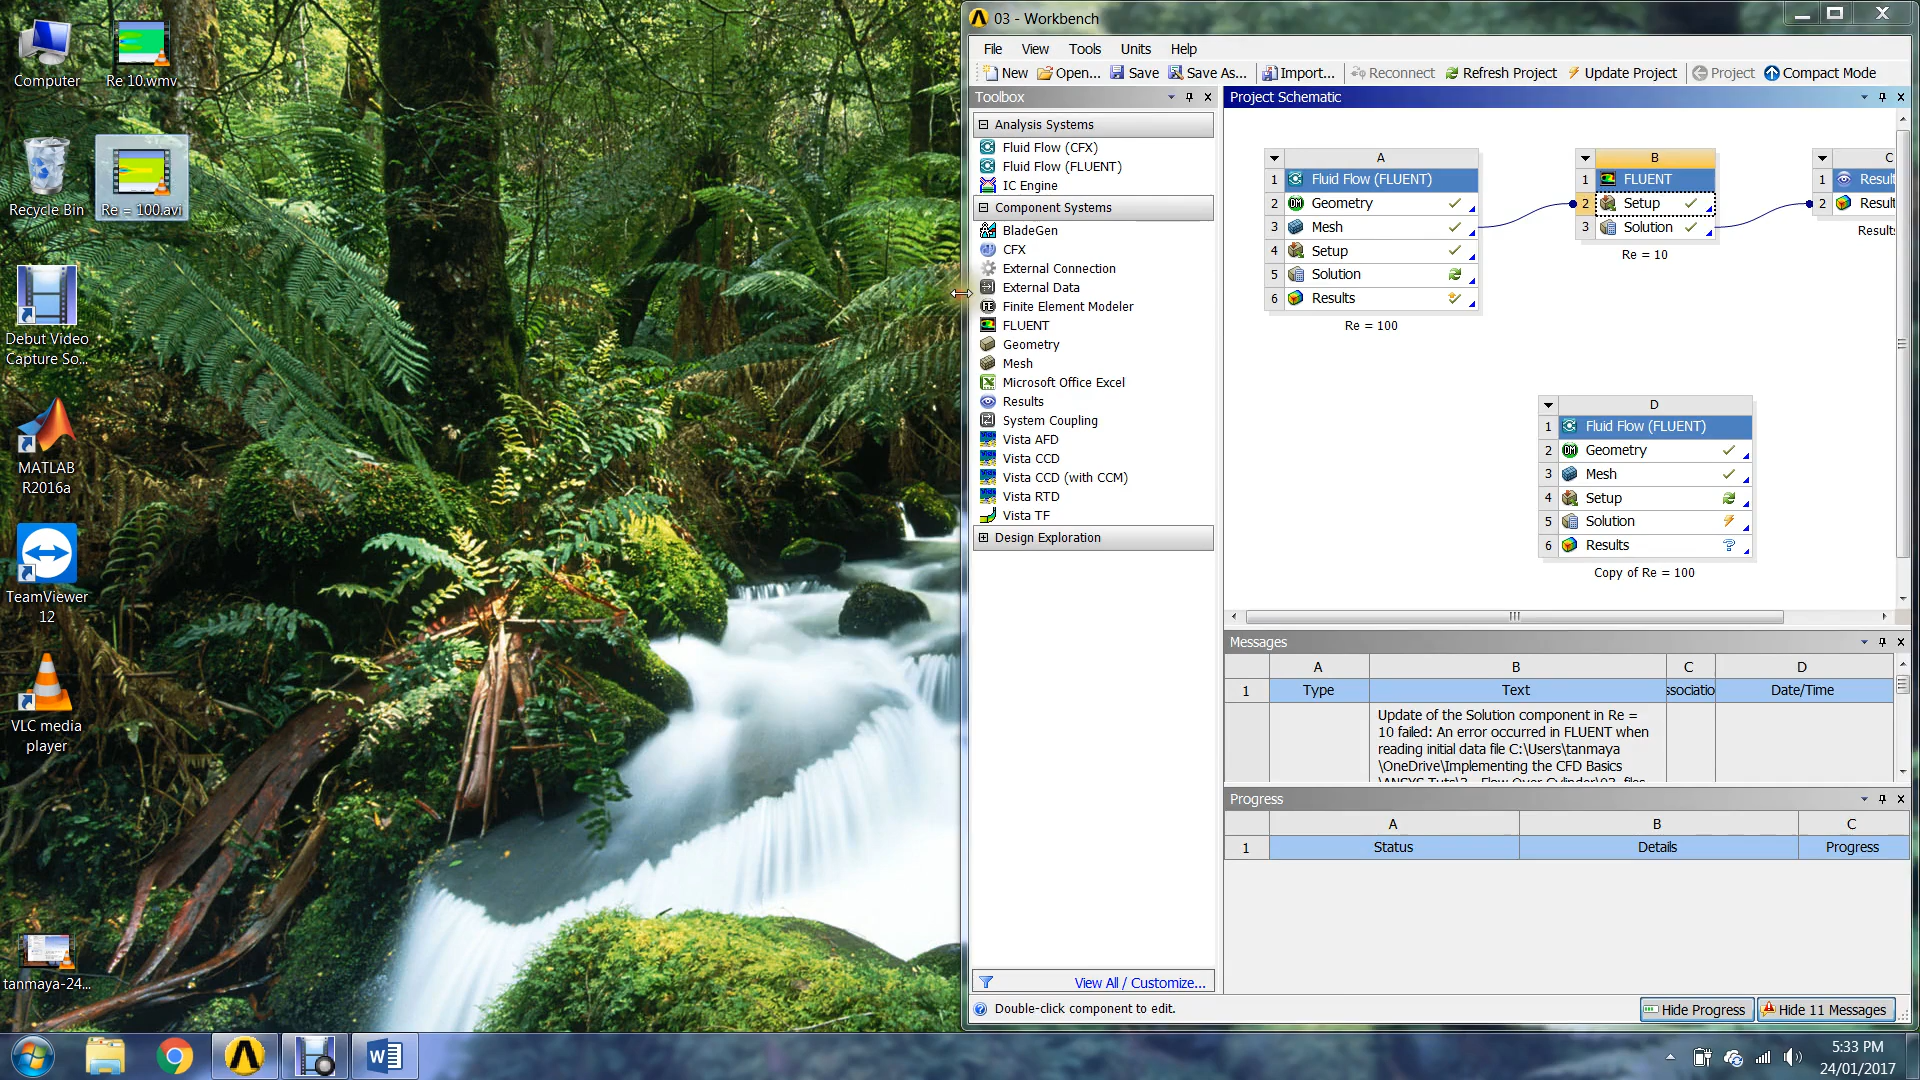 Computer
Re 10.wmv
Recycle Bin
Re = 100.avi
Debut Video
Capture So...
MATLAB
R2016a
TeamViewer
12
VLC media
player
tanmaya-24...
03 - Workbench
File View Tools Units Help
New Open... Save Save As... Import... Reconnect Refresh Project Update Project Project Compact Mode
Toolbox
Analysis Systems
Fluid Flow (CFX)
Fluid Flow (FLUENT)
IC Engine
Component Systems
BladeGen
CFX
External Connection
External Data
Finite Element Modeler
FLUENT
Geometry
Mesh
Microsoft Office Excel
Results
System Coupling
Vista AFD
Vista CCD
Vista CCD (with CCM)
Vista RTD
Vista TF
Design Exploration
View All / Customize...
Project Schematic
A
1 Fluid Flow (FLUENT)
2 Geometry
3 Mesh
4 Setup
5 Solution
6 Results
Re = 100
B
1 FLUENT
2 Setup
3 Solution
Re = 10
C
1 Result
2 Result
Results
D
1 Fluid Flow (FLUENT)
2 Geometry
3 Mesh
4 Setup
5 Solution
6 Results
Copy of Re = 100
Messages
A B C D
1 Type Text ssociatio Date/Time
Update of the Solution component in Re =
10 failed: An error occurred in FLUENT when
reading initial data file C:\Users\tanmaya
\OneDrive\Implementing the CFD Basics
Progress
A B C
1 Status Details Progress
Double-click component to edit.
Hide Progress Hide 11 Messages
5:33 PM
24/01/2017